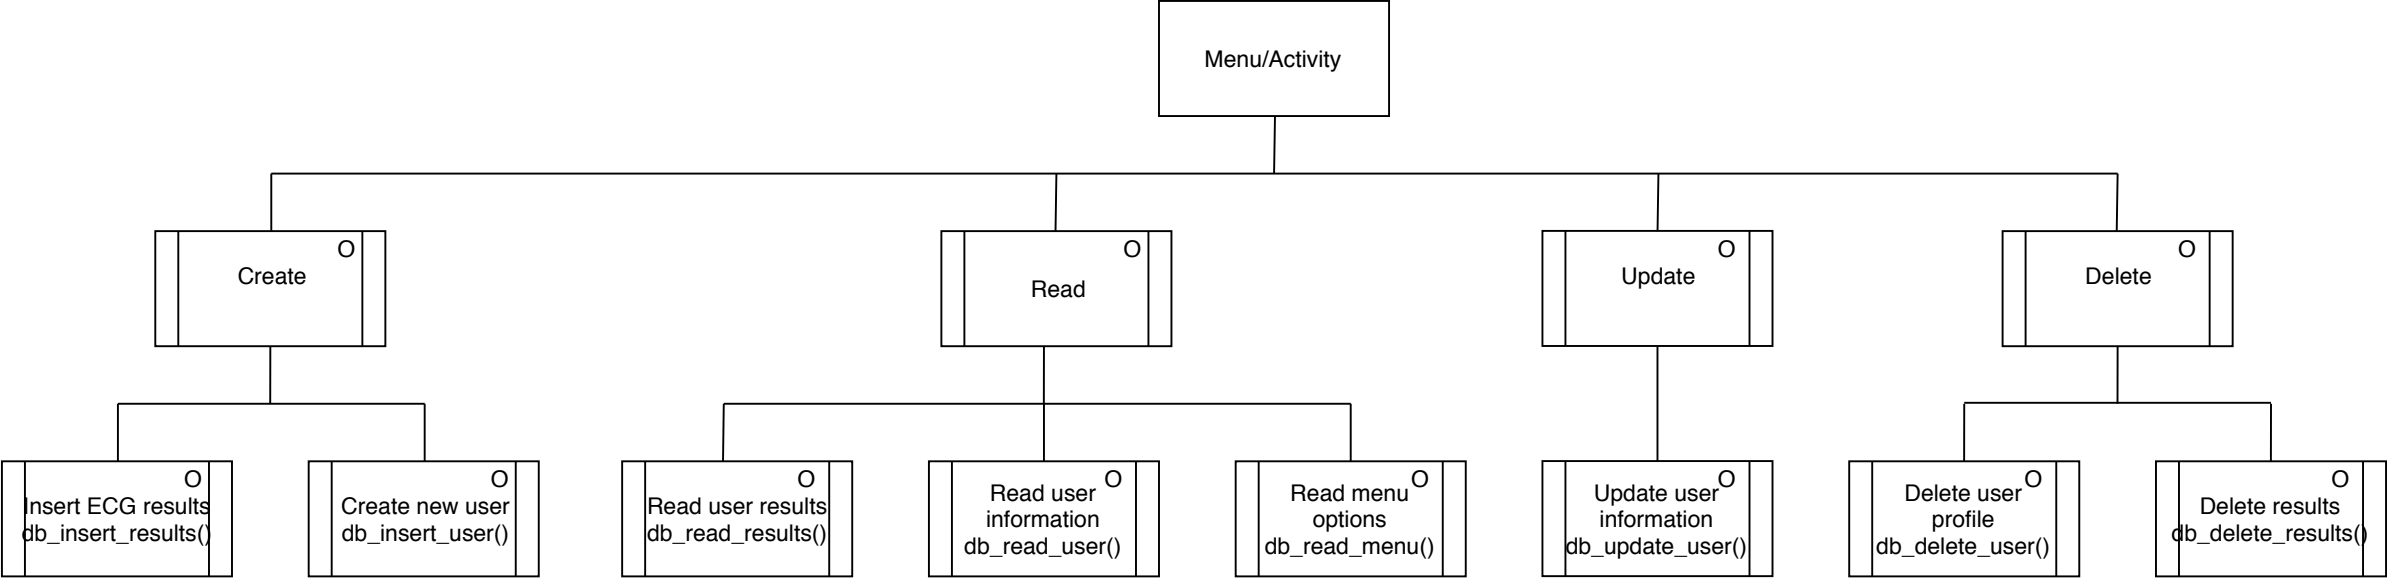 Menu/Activity
O
Create
O
Read
O
Update
O
Delete
O
Insert ECG results
db_insert_results()
O
Create new user
db_insert_user()
O
Read user results
db_read_results()
O
Read user
information
db_read_user()
O
Read menu
options
db_read_menu()
O
Update user
information
db_update_user()
O
Delete user
profile
db_delete_user()
O
Delete results
db_delete_results()